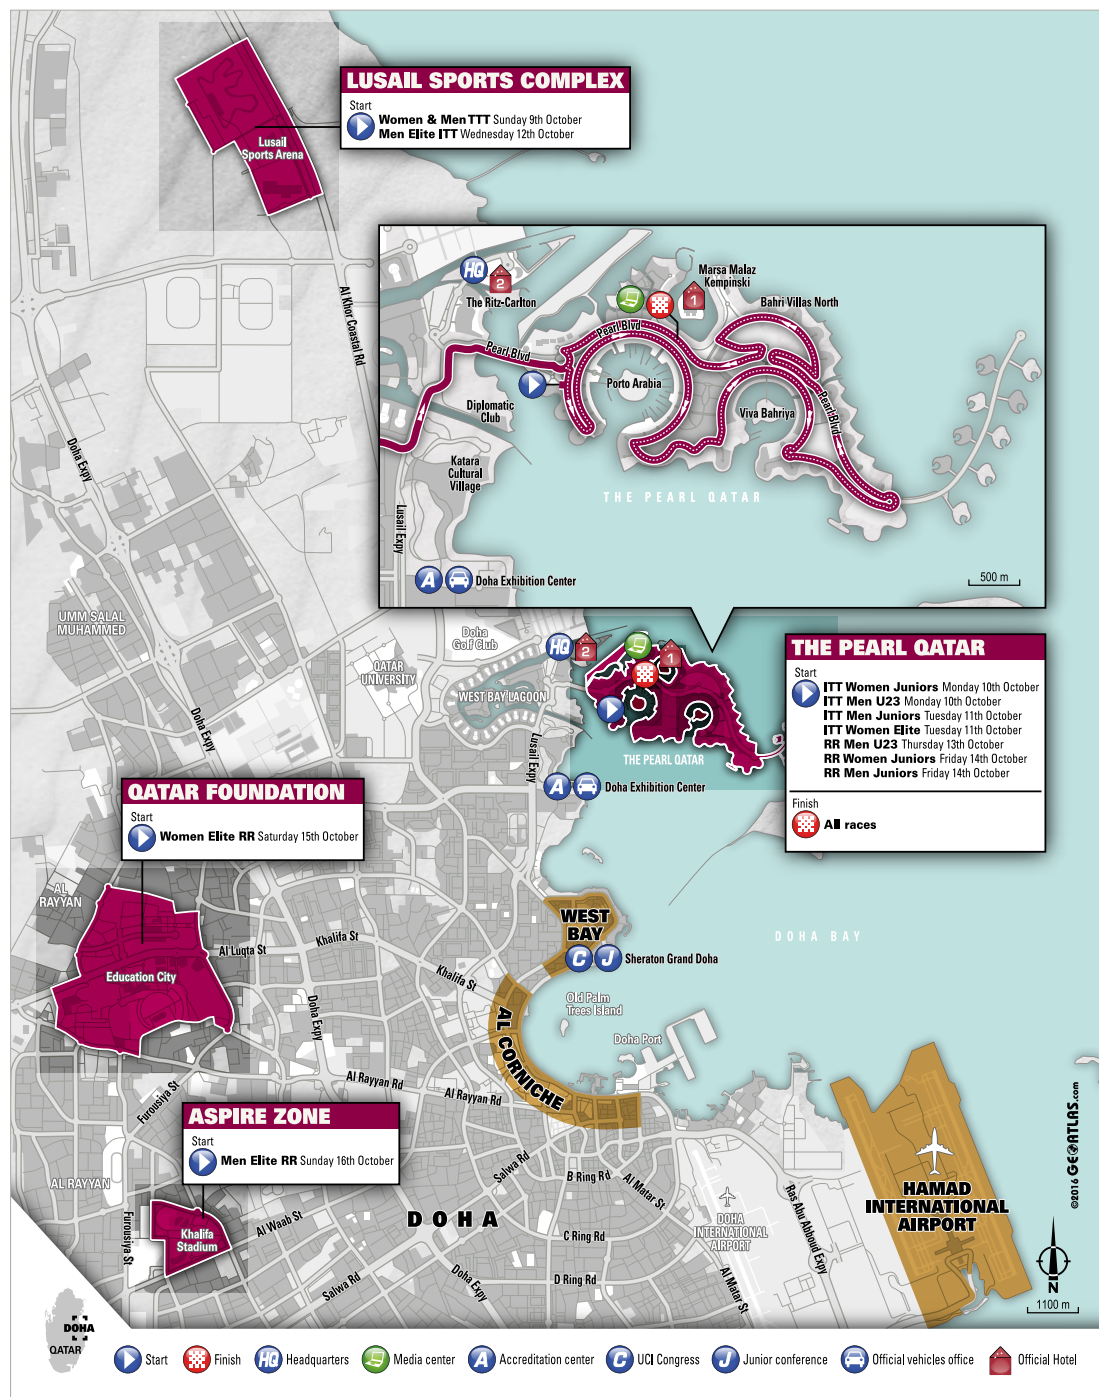 LUSAIL SPORTS COMPLEX
Start
Women & Men TTT Sunday 9th October
Men Elite ITT Wednesday 12th October
Lusail
Sports Arena
Al Khor Coastal Rd
HQ
2
The Ritz-Carlton
Marsa Malaz
Kempinski
1
Bahri Villas North
Pearl Blvd
Pearl Blvd
Porto Arabia
Viva Bahriya
Pearl Blvd
Diplomatic
Club
Katara
Cultural
Village
THE PEARL QATAR
Lusail Expy
A
Doha Exhibition Center
500 m
Doha Expy
UMM SALAL
MUHAMMED
Doha
Golf Club
QATAR
UNIVERSITY
WEST BAY LAGOON
HQ
2
1
Doha Expy
Lusail Expy
THE PEARL QATAR
A
Doha Exhibition Center
THE PEARL QATAR
Start
ITT Women Juniors Monday 10th October
ITT Men U23 Monday 10th October
ITT Men Juniors Tuesday 11th October
ITT Women Elite Tuesday 11th October
RR Men U23 Thursday 13th October
RR Women Juniors Friday 14th October
RR Men Juniors Friday 14th October
Finish
All races
QATAR FOUNDATION
Start
Women Elite RR Saturday 15th October
AL
RAYYAN
Education City
Al Luqta St
Khalifa St
Khalifa St
Doha Expy
WEST
BAY
C
J
Sheraton Grand Doha
DOHA BAY
Old Palm
Trees Island
Doha Port
AL CORNICHE
Al Rayyan Rd
Al Rayyan Rd
Furousiya St
ASPIRE ZONE
Start
Men Elite RR Sunday 16th October
AL RAYYAN
Furousiya St
Khalifa
Stadium
Al Waab St
Salwa Rd
Salwa Rd
DOHA
Doha Expy
B Ring Rd
C Ring Rd
D Ring Rd
Al Matar St
Al Matar St
DOHA
INTERNATIONAL
AIRPORT
Ras Abu Abboud Expy
HAMAD
INTERNATIONAL
AIRPORT
©2016 GEOATLAS.com
N
1100 m
DOHA
QATAR
Start
Finish
HQ Headquarters
Media center
A Accreditation center
C UCI Congress
J Junior conference
Official vehicles office
Official Hotel